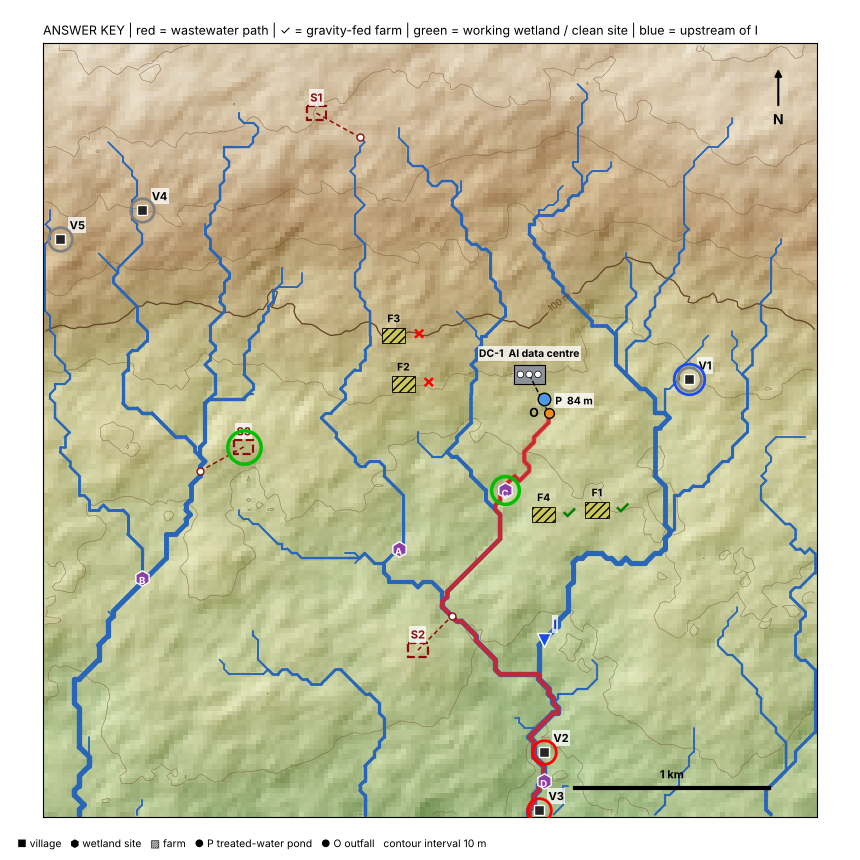 ANSWER KEY | red = wastewater path | ✓ = gravity-fed farm | green = working wetland / clean site | blue = upstream of I
S1
N
V4
V5
100 m
F3
DC-1 AI data centre
F2
V1
P 84 m
O
S3
C
F4
F1
A
B
I
S2
V2
1 km
D
V3
■ village ⬢ wetland site ▨ farm ● P treated-water pond ● O outfall contour interval 10 m